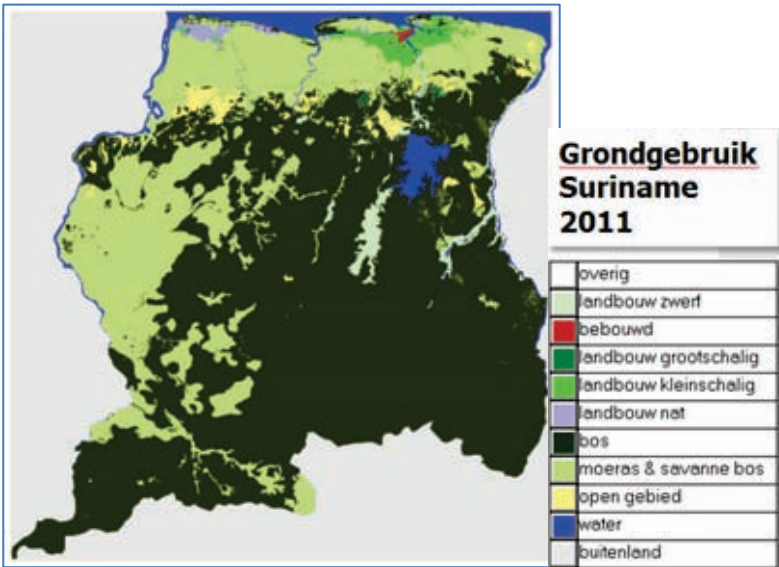 Grondgebruik
Suriname
2011
overig
landbouw zwerf
bebouwd
landbouw grootschalig
landbouw kleinschalig
landbouw nat
bos
moeras & savanne bos
open gebied
water
buitenland